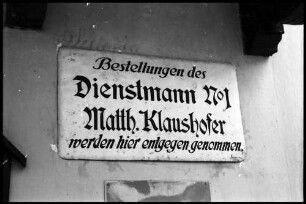 Bestellungen des
Dienstmann No1
Matth. Klaushofer
werden hier entgegen genommen.